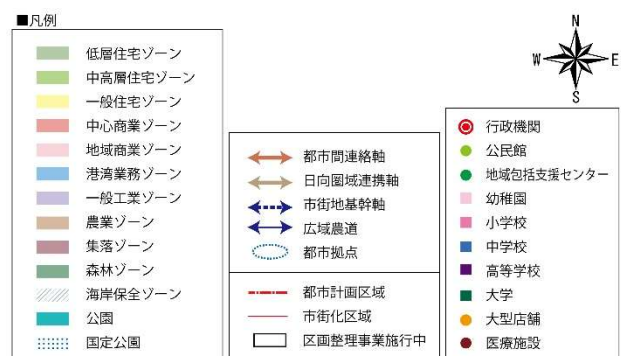 ■凡例
低層住宅ゾーン
中高層住宅ゾーン
一般住宅ゾーン
中心商業ゾーン
地域商業ゾーン
港湾業務ゾーン
一般工業ゾーン
農業ゾーン
集落ゾーン
森林ゾーン
海岸保全ゾーン
公園
国定公園
都市間連絡軸
日向圏域連携軸
市街地基幹軸
広域農道
都市拠点
都市計画区域
市街化区域
区画整理事業施行中
N
W E
S
行政機関
公民館
地域包括支援センター
幼稚園
小学校
中学校
高等学校
大学
大型店舗
医療施設